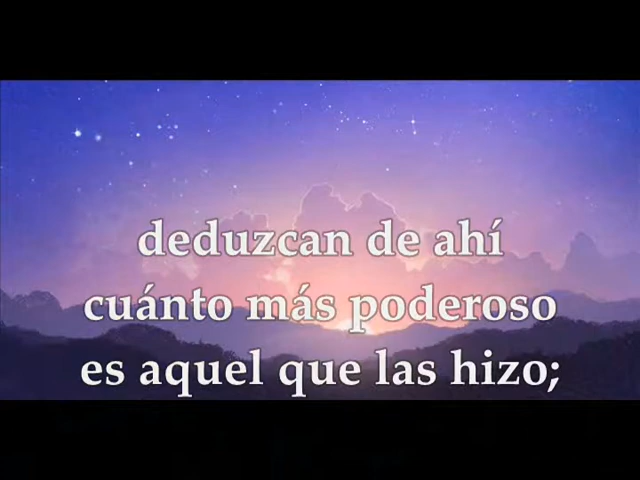 deduzcan de ahí
cuánto más poderoso
es aquel que las hizo;